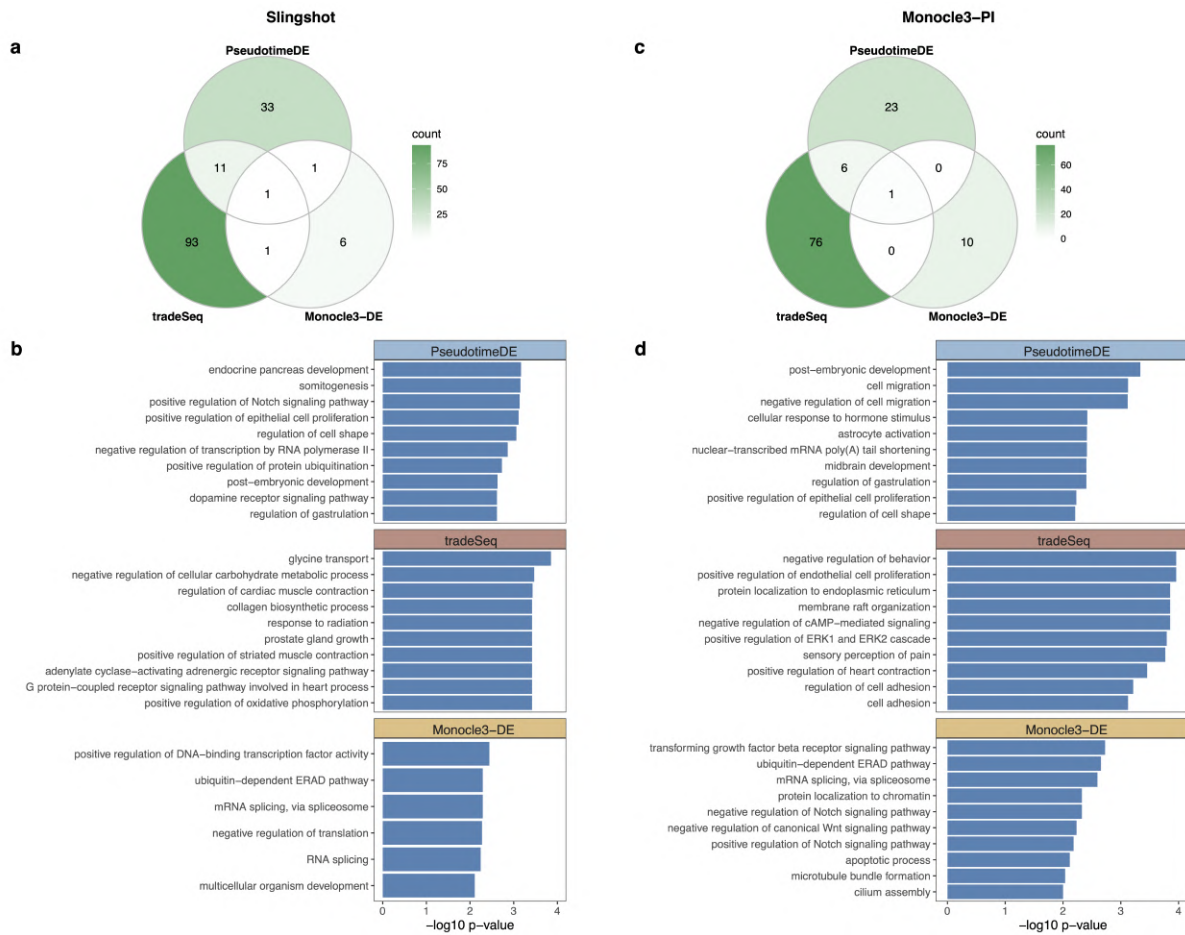 Slingshot
a
PseudotimeDE
33
11
1
1
93
1
6
tradeSeq
Monocle3−DE
count
75
50
25
b
PseudotimeDE
endocrine pancreas development
somitogenesis
positive regulation of Notch signaling pathway
positive regulation of epithelial cell proliferation
regulation of cell shape
negative regulation of transcription by RNA polymerase II
positive regulation of protein ubiquitination
post−embryonic development
dopamine receptor signaling pathway
regulation of gastrulation
tradeSeq
glycine transport
negative regulation of cellular carbohydrate metabolic process
regulation of cardiac muscle contraction
collagen biosynthetic process
response to radiation
prostate gland growth
positive regulation of striated muscle contraction
adenylate cyclase−activating adrenergic receptor signaling pathway
G protein−coupled receptor signaling pathway involved in heart process
positive regulation of oxidative phosphorylation
Monocle3−DE
positive regulation of DNA−binding transcription factor activity
ubiquitin−dependent ERAD pathway
mRNA splicing, via spliceosome
negative regulation of translation
RNA splicing
multicellular organism development
0 1 2 3 4
−log10 p−value
Monocle3−PI
c
PseudotimeDE
23
6
0
1
76
0
10
tradeSeq
Monocle3−DE
count
60
40
20
0
d
PseudotimeDE
post−embryonic development
cell migration
negative regulation of cell migration
cellular response to hormone stimulus
astrocyte activation
nuclear−transcribed mRNA poly(A) tail shortening
midbrain development
regulation of gastrulation
positive regulation of epithelial cell proliferation
regulation of cell shape
tradeSeq
negative regulation of behavior
positive regulation of endothelial cell proliferation
protein localization to endoplasmic reticulum
membrane raft organization
negative regulation of cAMP−mediated signaling
positive regulation of ERK1 and ERK2 cascade
sensory perception of pain
positive regulation of heart contraction
regulation of cell adhesion
cell adhesion
Monocle3−DE
transforming growth factor beta receptor signaling pathway
ubiquitin−dependent ERAD pathway
mRNA splicing, via spliceosome
protein localization to chromatin
negative regulation of Notch signaling pathway
negative regulation of canonical Wnt signaling pathway
positive regulation of Notch signaling pathway
apoptotic process
microtubule bundle formation
cilium assembly
0 1 2 3 4
−log10 p−value